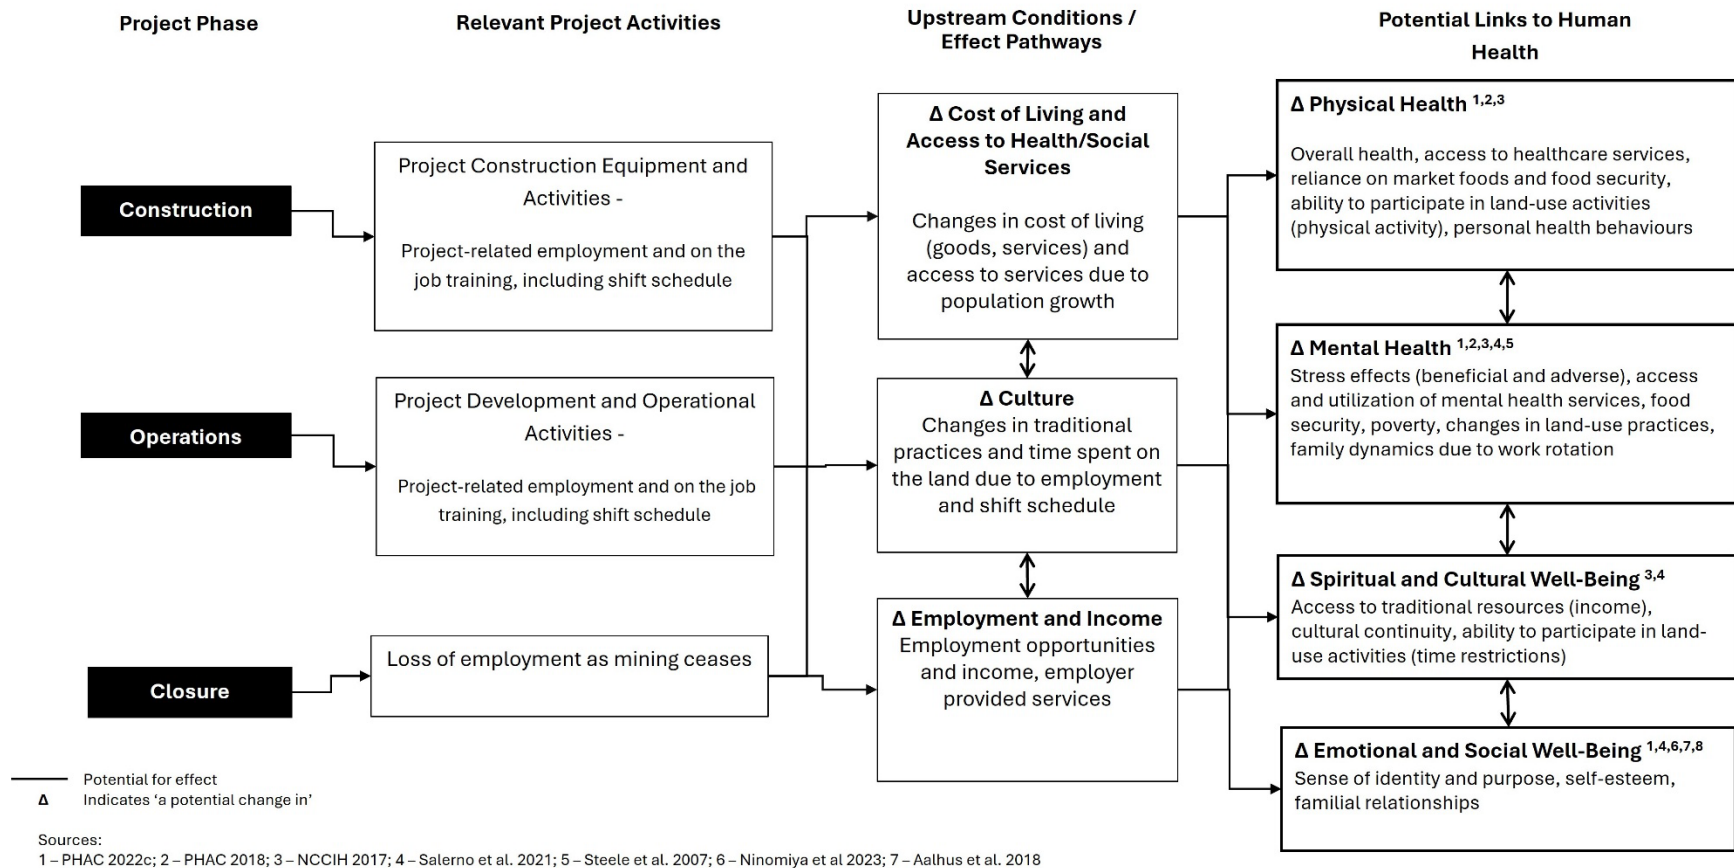 Project Phase
Relevant Project Activities
Upstream Conditions /
Effect Pathways
Potential Links to Human
Health
Construction
Project Construction Equipment and
Activities -
Project-related employment and on the
job training, including shift schedule
Δ Cost of Living and
Access to Health/Social
Services
Changes in cost of living
(goods, services) and
access to services due to
population growth
Δ Physical Health 1,2,3
Overall health, access to healthcare services,
reliance on market foods and food security,
ability to participate in land-use activities
(physical activity), personal health behaviours
Operations
Project Development and Operational
Activities -
Project-related employment and on the job
training, including shift schedule
Δ Culture
Changes in traditional
practices and time spent on
the land due to employment
and shift schedule
Δ Mental Health 1,2,3,4,5
Stress effects (beneficial and adverse), access
and utilization of mental health services, food
security, poverty, changes in land-use practices,
family dynamics due to work rotation
Closure
Loss of employment as mining ceases
Δ Employment and Income
Employment opportunities
and income, employer
provided services
Δ Spiritual and Cultural Well-Being 3,4
Access to traditional resources (income),
cultural continuity, ability to participate in land-
use activities (time restrictions)
Δ Emotional and Social Well-Being 1,4,6,7,8
Sense of identity and purpose, self-esteem,
familial relationships
Potential for effect
Δ Indicates ‘a potential change in’
Sources:
1 – PHAC 2022c; 2 – PHAC 2018; 3 – NCCIH 2017; 4 – Salerno et al. 2021; 5 – Steele et al. 2007; 6 – Ninomiya et al 2023; 7 – Aalhus et al. 2018